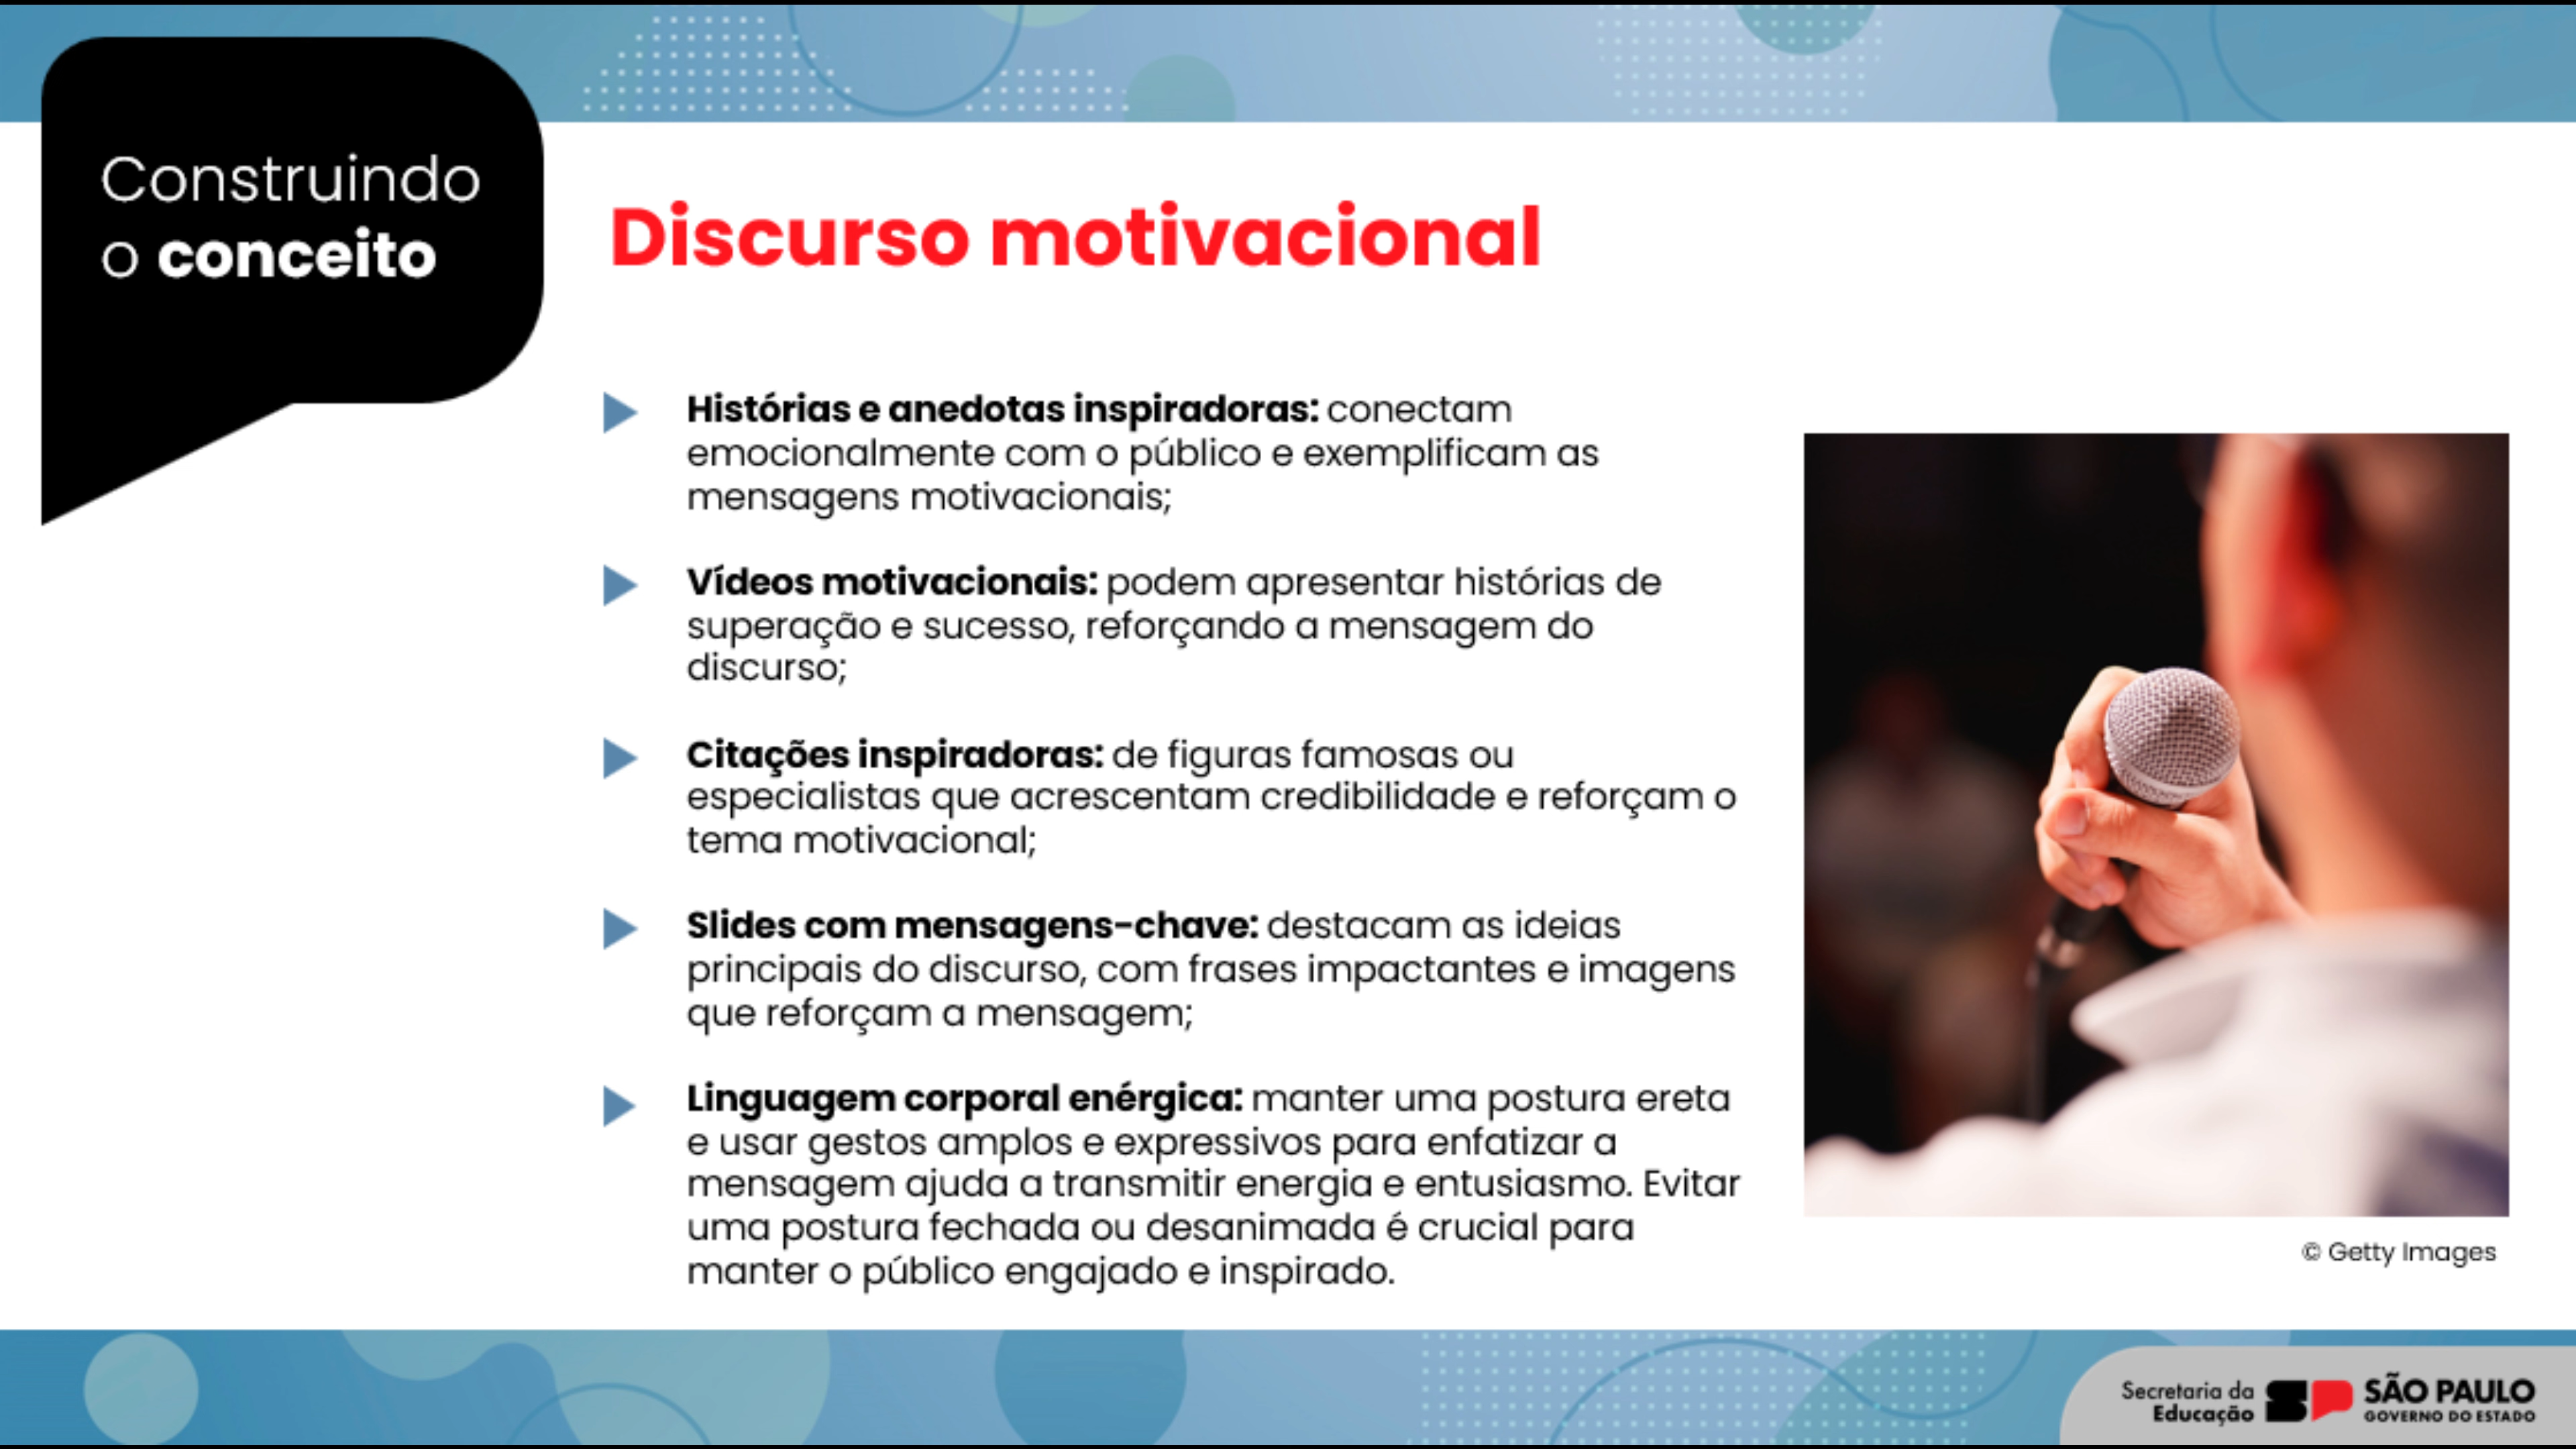 Construindo
o conceito
Discurso motivacional
Histórias e anedotas inspiradoras: conectam
emocionalmente com o público e exemplificam as
mensagens motivacionais;
Vídeos motivacionais: podem apresentar histórias de
superação e sucesso, reforçando a mensagem do
discurso;
Citações inspiradoras: de figuras famosas ou
especialistas que acrescentam credibilidade e reforçam o
tema motivacional;
Slides com mensagens-chave: destacam as ideias
principais do discurso, com frases impactantes e imagens
que reforçam a mensagem;
Linguagem corporal enérgica: manter uma postura ereta
e usar gestos amplos e expressivos para enfatizar a
mensagem ajuda a transmitir energia e entusiasmo. Evitar
uma postura fechada ou desanimada é crucial para
manter o público engajado e inspirado.
© Getty Images
Secretaria da
Educação
SP
SÃO PAULO
GOVERNO DO ESTADO